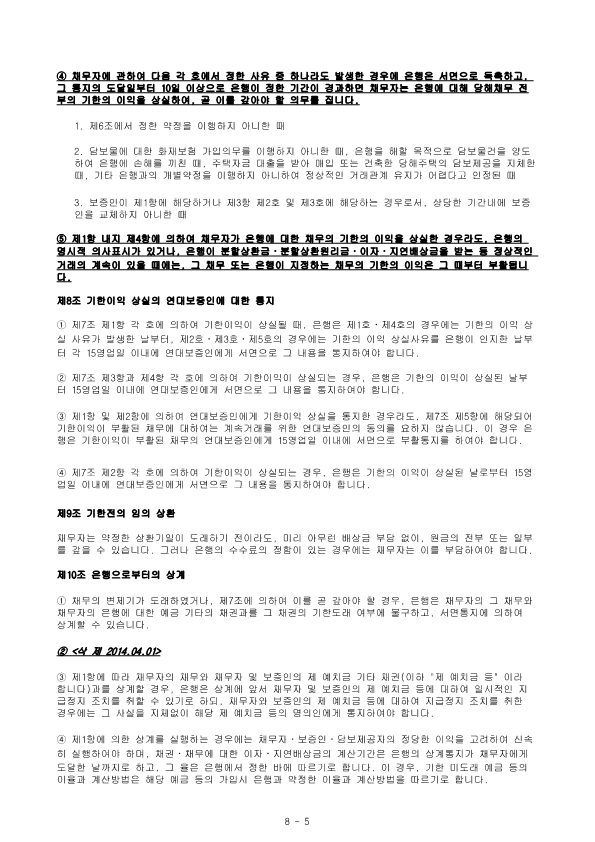 ④ 채무자에 관하여 다음 각 호에서 정한 사유 중 하나라도 발생한 경우에 은행은 서면으로 독촉하고,
그 통지의 도달일부터 10일 이상으로 은행이 정한 기간이 경과하면 채무자는 은행에 대해 당해채무 전
부의 기한의 이익을 상실하여, 곧 이를 갚아야 할 의무를 집니다.
1. 제6조에서 정한 약정을 이행하지 아니한 때
2. 담보물에 대한 화재보험 가입의무를 이행하지 아니한 때, 은행을 해할 목적으로 담보물건을 양도
하여 은행에 손해를 끼친 때, 주택자금 대출을 받아 매입 또는 건축한 당해주택의 담보제공을 지체한
때, 기타 은행과의 개별약정을 이행하지 아니하여 정상적인 거래관계 유지가 어렵다고 인정된 때
3. 보증인이 제1항에 해당하거나 제3항 제2호 및 제3호에 해당하는 경우로서, 상당한 기간내에 보증
인을 교체하지 아니한 때
⑤ 제1항 내지 제4항에 의하여 채무자가 은행에 대한 채무의 기한의 이익을 상실한 경우라도, 은행의
명시적 의사표시가 있거나, 은행이 분할상환금·분할상환원리금·이자·지연배상금을 받는 등 정상적인
거래의 계속이 있을 때에는, 그 채무 또는 은행이 지정하는 채무의 기한의 이익은 그 때부터 부활됩니
다.
제8조 기한이익 상실의 연대보증인에 대한 통지
① 제7조 제1항 각 호에 의하여 기한이익이 상실될 때, 은행은 제1호·제4호의 경우에는 기한의 이익 상
실 사유가 발생한 날부터, 제2호·제3호·제5호의 경우에는 기한의 이익 상실사유를 은행이 인지한 날부
터 각 15영업일 이내에 연대보증인에게 서면으로 그 내용을 통지하여야 합니다.
② 제7조 제3항과 제4항 각 호에 의하여 기한이익이 상실되는 경우, 은행은 기한의 이익이 상실된 날부
터 15영업일 이내에 연대보증인에게 서면으로 그 내용을 통지하여야 합니다.
③ 제1항 및 제2항에 의하여 연대보증인에게 기한이익 상실을 통지한 경우라도, 제7조 제5항에 해당되어
기한이익이 부활된 채무에 대하여는 계속거래를 위한 연대보증인의 동의를 요하지 않습니다. 이 경우 은
행은 기한이익이 부활된 채무의 연대보증인에게 15영업일 이내에 서면으로 부활통지를 하여야 합니다.
④ 제7조 제2항 각 호에 의하여 기한이익이 상실되는 경우, 은행은 기한의 이익이 상실된 날로부터 15영
업일 이내에 연대보증인에게 서면으로 그 내용을 통지하여야 합니다.
제9조 기한전의 임의 상환
채무자는 약정한 상환기일이 도래하기 전이라도, 미리 아무런 배상금 부담 없이, 원금의 전부 또는 일부
를 갚을 수 있습니다. 그러나 은행의 수수료의 정함이 있는 경우에는 채무자는 이를 부담하여야 합니다.
제10조 은행으로부터의 상계
① 채무의 변제기가 도래하였거나, 제7조에 의하여 이를 곧 갚아야 할 경우, 은행은 채무자의 그 채무와
채무자의 은행에 대한 예금 기타의 채권과를 그 채권의 기한도래 여부에 불구하고, 서면통지에 의하여
상계할 수 있습니다.
② <삭 제 2014.04.01>
③ 제1항에 따라 채무자의 채무와 채무자 및 보증인의 제 예치금 기타 채권(이하 "제 예치금 등" 이라
합니다)과를 상계할 경우, 은행은 상계에 앞서 채무자 및 보증인의 제 예치금 등에 대하여 일시적인 지
급정지 조치를 취할 수 있기로 하되, 채무자와 보증인의 제 예치금 등에 대하여 지급정지 조치를 취한
경우에는 그 사실을 지체없이 해당 제 예치금 등의 명의인에게 통지하여야 합니다.
④ 제1항에 의한 상계를 실행하는 경우에는 채무자·보증인·담보제공자의 정당한 이익을 고려하여 신속
히 실행하여야 하며, 채권·채무에 대한 이자·지연배상금의 계산기간은 은행의 상계통지가 채무자에게
도달한 날까지로 하고, 그 율은 은행에서 정한 바에 따르기로 합니다. 이 경우, 기한 미도래 예금 등의
이율과 계산방법은 해당 예금 등의 가입시 은행과 약정한 이율과 계산방법을 따르기로 합니다.
8 - 5